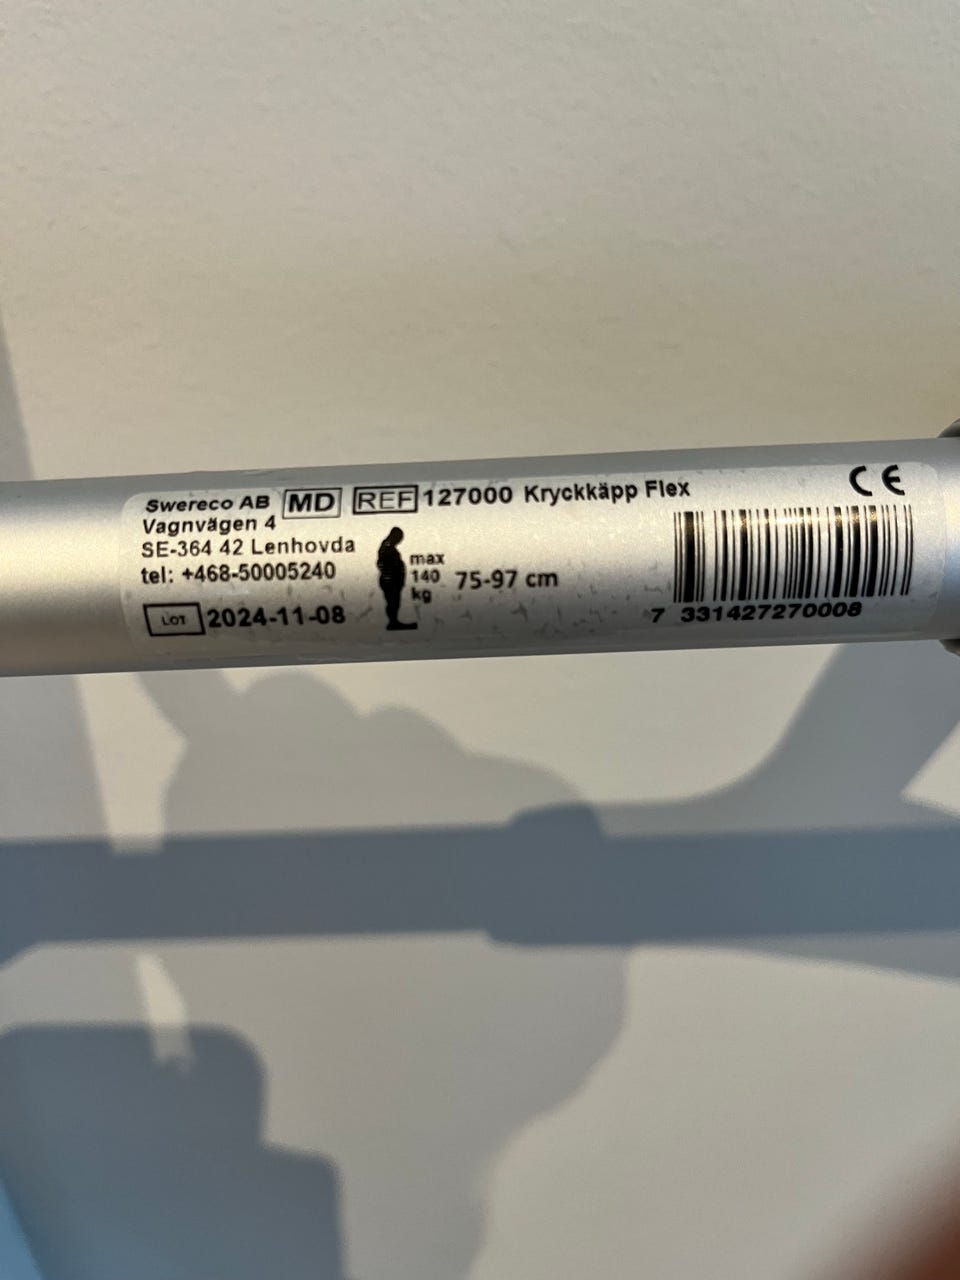 Swereco AB MD REF 127000 Kryckkäpp Flex CE
Vagnvägen 4
SE-364 42 Lenhovda
tel: +468-50005240
LOT 2024-11-08
max
140
kg
75-97 cm
7 331427270008